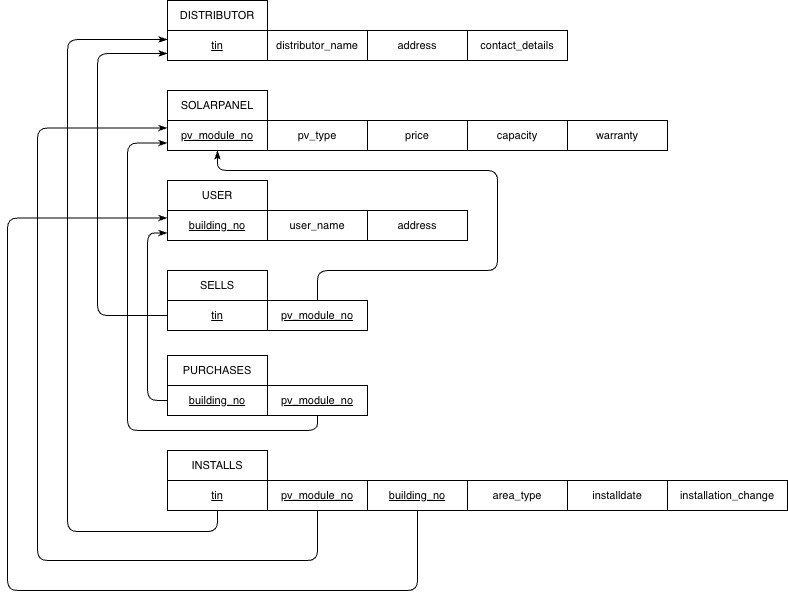 DISTRIBUTOR
tin distributor_name address contact_details
SOLARPANEL
pv_module_no pv_type price capacity warranty
USER
building_no user_name address
SELLS
tin pv_module_no
PURCHASES
building_no pv_module_no
INSTALLS
tin pv_module_no building_no area_type installdate installation_change